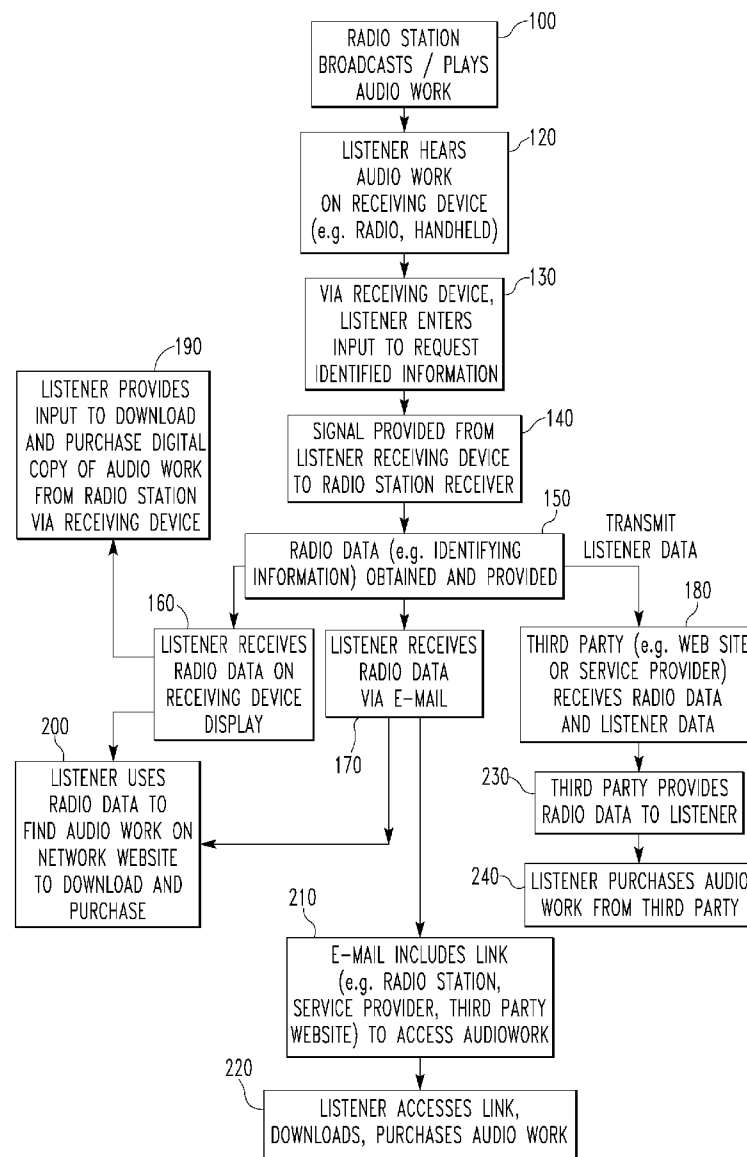 100
RADIO STATION
BROADCASTS / PLAYS
AUDIO WORK
120
LISTENER HEARS
AUDIO WORK
ON RECEIVING DEVICE
(e.g. RADIO, HANDHELD)
130
VIA RECEIVING DEVICE,
LISTENER ENTERS
INPUT TO REQUEST
IDENTIFIED INFORMATION
190
LISTENER PROVIDES
INPUT TO DOWNLOAD
AND PURCHASE DIGITAL
COPY OF AUDIO WORK
FROM RADIO STATION
VIA RECEIVING DEVICE
140
SIGNAL PROVIDED FROM
LISTENER RECEIVING DEVICE
TO RADIO STATION RECEIVER
150
RADIO DATA (e.g. IDENTIFYING
INFORMATION) OBTAINED AND PROVIDED
TRANSMIT
LISTENER DATA
160
LISTENER RECEIVES
RADIO DATA ON
RECEIVING DEVICE
DISPLAY
LISTENER RECEIVES
RADIO DATA
VIA E-MAIL
170
180
THIRD PARTY (e.g. WEB SITE
OR SERVICE PROVIDER)
RECEIVES RADIO DATA
AND LISTENER DATA
200
LISTENER USES
RADIO DATA TO
FIND AUDIO WORK ON
NETWORK WEBSITE
TO DOWNLOAD AND
PURCHASE
230
THIRD PARTY PROVIDES
RADIO DATA TO LISTENER
240
LISTENER PURCHASES AUDIO
WORK FROM THIRD PARTY
210
E-MAIL INCLUDES LINK
(e.g. RADIO STATION,
SERVICE PROVIDER, THIRD PARTY
WEBSITE) TO ACCESS AUDIOWORK
220
LISTENER ACCESSES LINK,
DOWNLOADS, PURCHASES AUDIO WORK